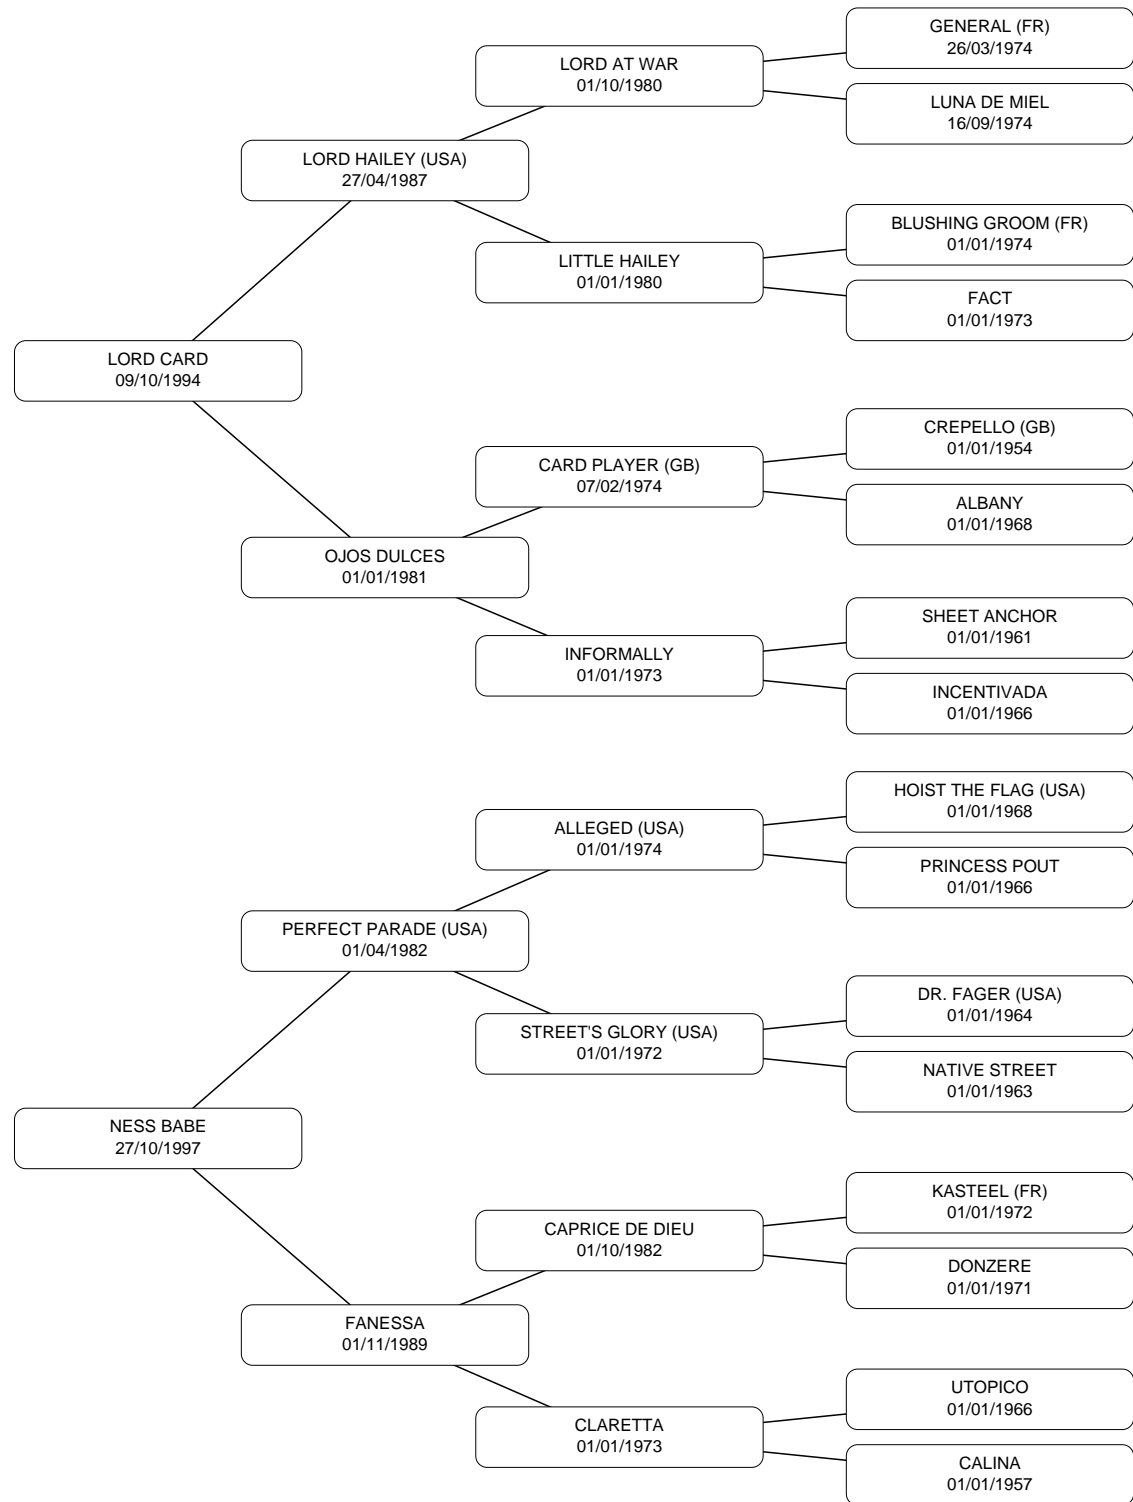 GENERAL (FR)
26/03/1974
LORD AT WAR
01/10/1980
LUNA DE MIEL
16/09/1974
LORD HAILEY (USA)
27/04/1987
BLUSHING GROOM (FR)
01/01/1974
LITTLE HAILEY
01/01/1980
FACT
01/01/1973
LORD CARD
09/10/1994
CREPELLO (GB)
01/01/1954
CARD PLAYER (GB)
07/02/1974
ALBANY
01/01/1968
OJOS DULCES
01/01/1981
SHEET ANCHOR
01/01/1961
INFORMALLY
01/01/1973
INCENTIVADA
01/01/1966
HOIST THE FLAG (USA)
01/01/1968
ALLEGED (USA)
01/01/1974
PRINCESS POUT
01/01/1966
PERFECT PARADE (USA)
01/04/1982
DR. FAGER (USA)
01/01/1964
STREET'S GLORY (USA)
01/01/1972
NATIVE STREET
01/01/1963
NESS BABE
27/10/1997
KASTEEL (FR)
01/01/1972
CAPRICE DE DIEU
01/10/1982
DONZERE
01/01/1971
FANESSA
01/11/1989
UTOPICO
01/01/1966
CLARETTA
01/01/1973
CALINA
01/01/1957